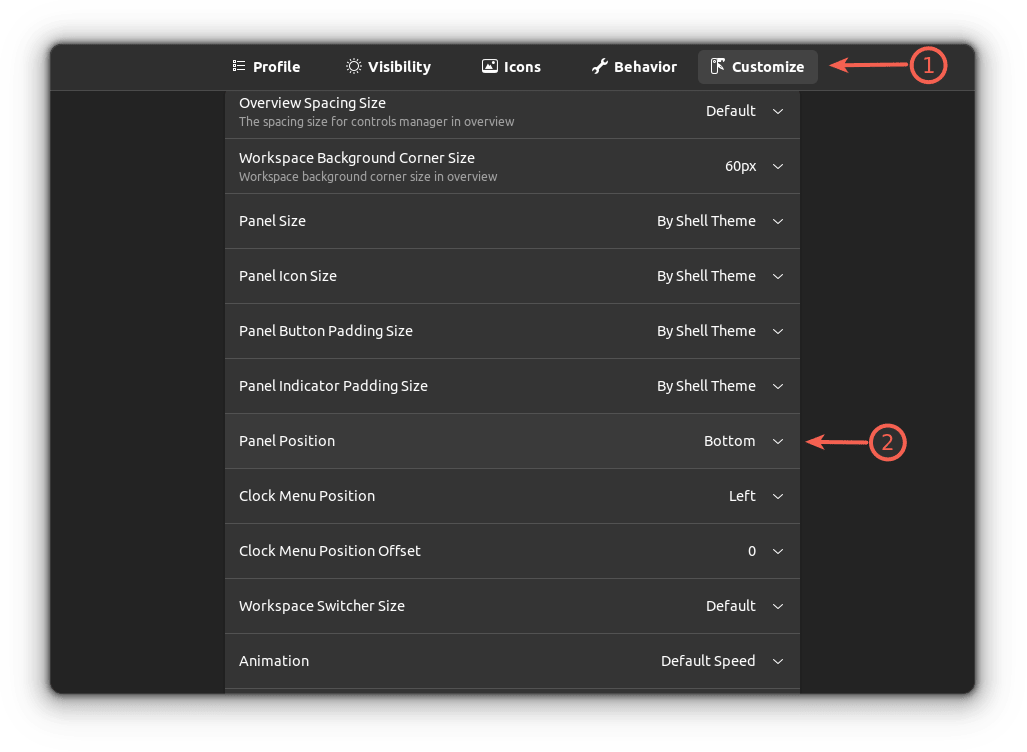 Profile Visibility Icons Behavior Customize 1
Overview Spacing Size Default
The spacing size for controls manager in overview
Workspace Background Corner Size 60px
Workspace background corner size in overview
Panel Size By Shell Theme
Panel Icon Size By Shell Theme
Panel Button Padding Size By Shell Theme
Panel Indicator Padding Size By Shell Theme
Panel Position Bottom 2
Clock Menu Position Left
Clock Menu Position Offset 0
Workspace Switcher Size Default
Animation Default Speed